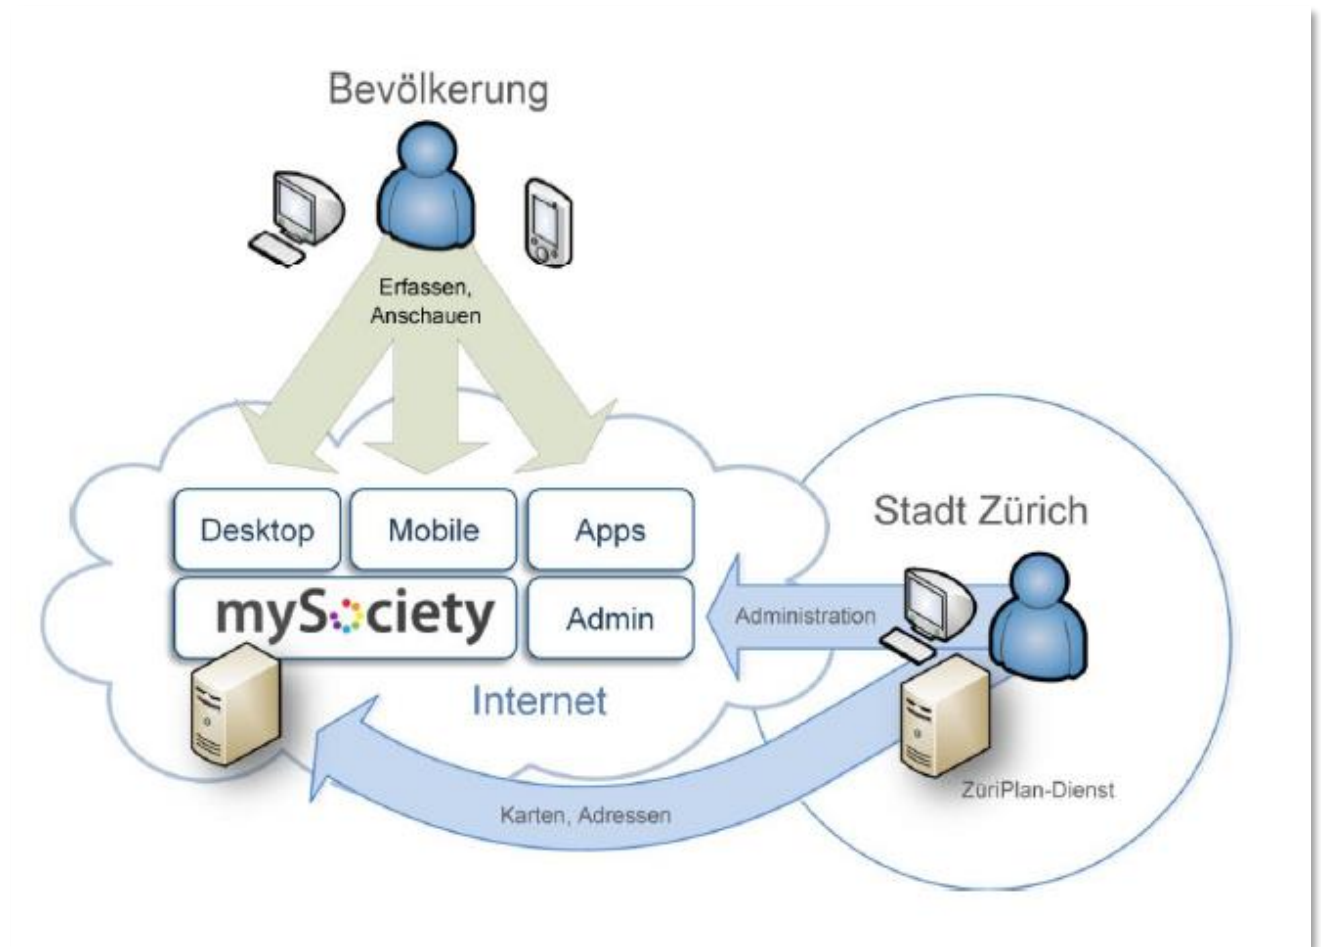 Bevölkerung
Erfassen,
Anschauen
Desktop
Mobile
Apps
mySociety
Admin
Internet
Stadt Zürich
Administration
Karten, Adressen
ZüriPlan-Dienst